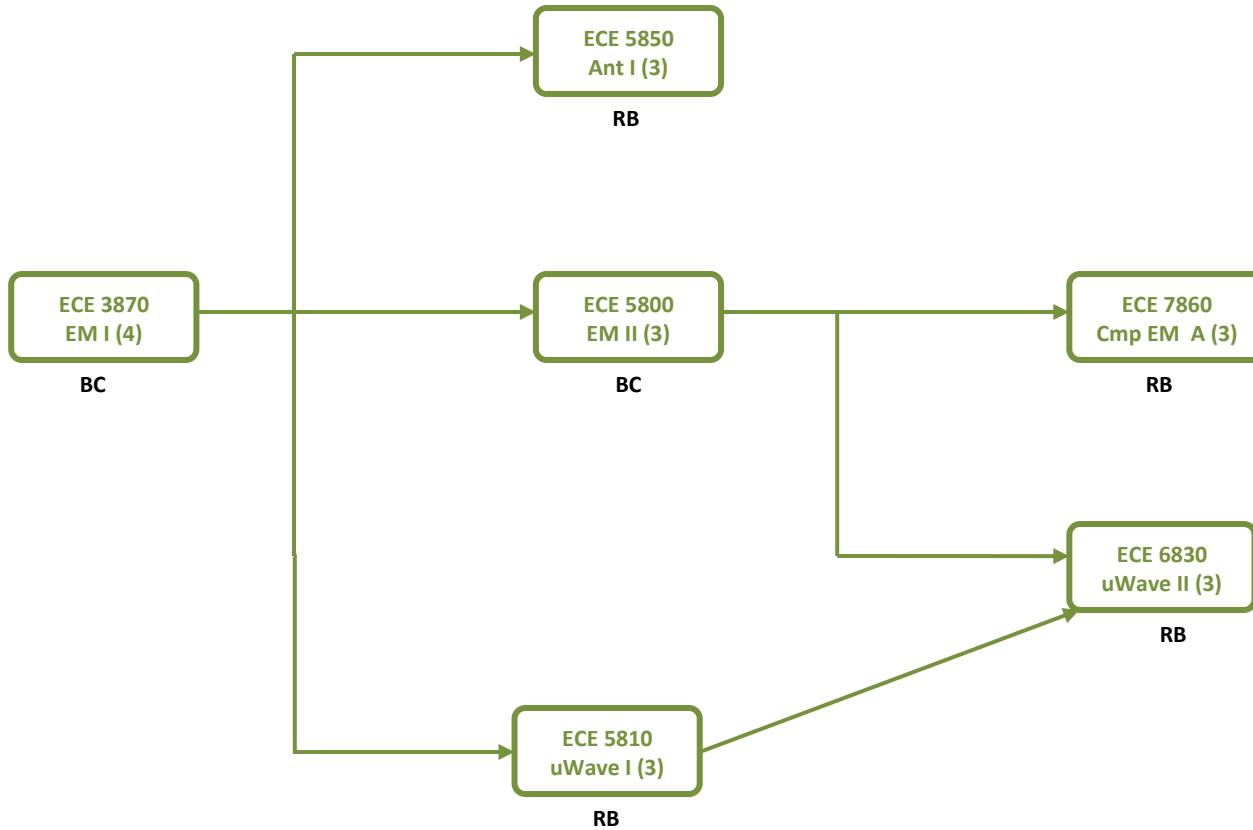 ECE 5850
Ant I (3)
RB
ECE 3870
EM I (4)
BC
ECE 5800
EM II (3)
BC
ECE 7860
Cmp EM  A (3)
RB
ECE 6830
uWave II (3)
RB
ECE 5810
uWave I (3)
RB